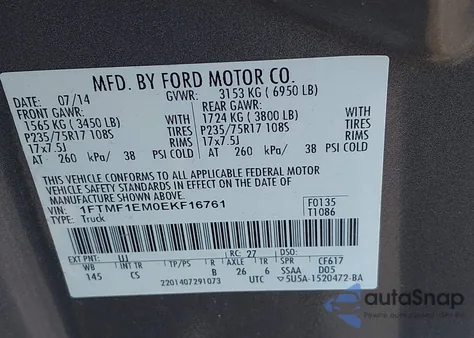 MFD. BY FORD MOTOR CO.
DATE: 07/14 GVWR: 3153 KG ( 6950 LB)
FRONT GAWR: REAR GAWR:
1565 KG ( 3450 LB) WITH 1724 KG ( 3800 LB) WITH
P235/75R17 108S TIRES P235/75R17 108S TIRES
17x7.5J RIMS 17x7.5J RIMS
AT 260 kPa/ 38 PSI COLD AT 260 kPa/ 38 PSI COLD
THIS VEHICLE CONFORMS TO ALL APPLICABLE FEDERAL MOTOR
VEHICLE SAFETY STANDARDS IN EFFECT ON THE DATE OF
MANUFACTURE SHOWN ABOVE.
VIN: 1FTMF1EM0EKF16761 F0135
TYPE: Truck T1086
EXT PNT: UJ RC: 27 DSO:
WB INT TR TP/PS R AXLE TR SPR CF617
145 CS B 26 6 SSAA D05
2201407291073 UTC 5U5A-1520472-BA
autoSnap